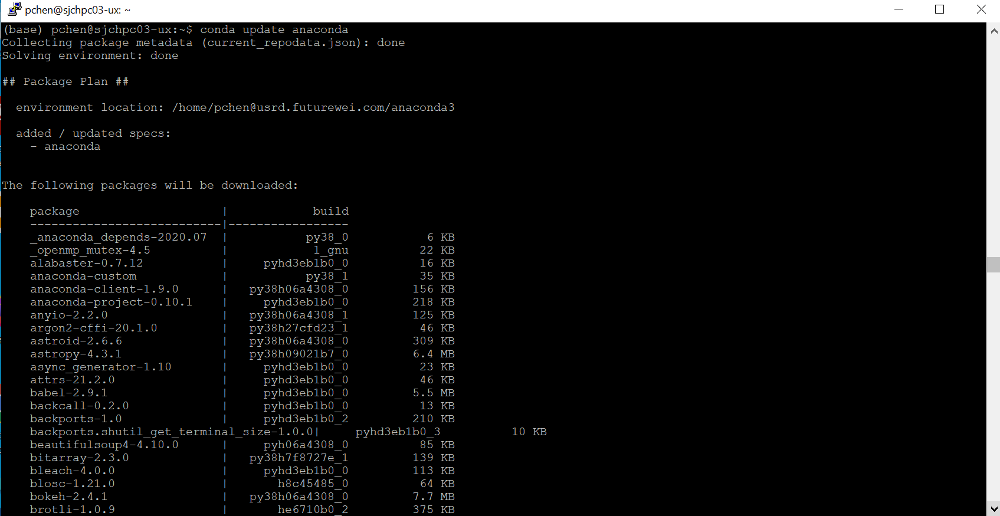 pchen@sjchpc03-ux: ~
(base) pchen@sjchpc03-ux:~$ conda update anaconda
Collecting package metadata (current_repodata.json): done
Solving environment: done
## Package Plan ##
environment location: /home/pchen@usrd.futurewei.com/anaconda3
added / updated specs:
- anaconda
The following packages will be downloaded:
package | build
---------------------------|-----------------
_anaconda_depends-2020.07 | py38_0 6 KB
_openmp_mutex-4.5 | 1_gnu 22 KB
alabaster-0.7.12 | pyhd3eb1b0_0 16 KB
anaconda-custom | py38_1 35 KB
anaconda-client-1.9.0 | py38h06a4308_0 156 KB
anaconda-project-0.10.1 | pyhd3eb1b0_0 218 KB
anyio-2.2.0 | py38h06a4308_1 125 KB
argon2-cffi-20.1.0 | py38h27cfd23_1 46 KB
astroid-2.6.6 | py38h06a4308_0 309 KB
astropy-4.3.1 | py38h09021b7_0 6.4 MB
async_generator-1.10 | pyhd3eb1b0_0 23 KB
attrs-21.2.0 | pyhd3eb1b0_0 46 KB
babel-2.9.1 | pyhd3eb1b0_0 5.5 MB
backcall-0.2.0 | pyhd3eb1b0_0 13 KB
backports-1.0 | pyhd3eb1b0_2 210 KB
backports.shutil_get_terminal_size-1.0.0| pyhd3eb1b0_3 10 KB
beautifulsoup4-4.10.0 | pyh06a4308_0 85 KB
bitarray-2.3.0 | py38h7f8727e_1 139 KB
bleach-4.0.0 | pyhd3eb1b0_0 113 KB
blosc-1.21.0 | h8c45485_0 64 KB
bokeh-2.4.1 | py38h06a4308_0 7.7 MB
brotli-1.0.9 | he6710b0_2 375 KB